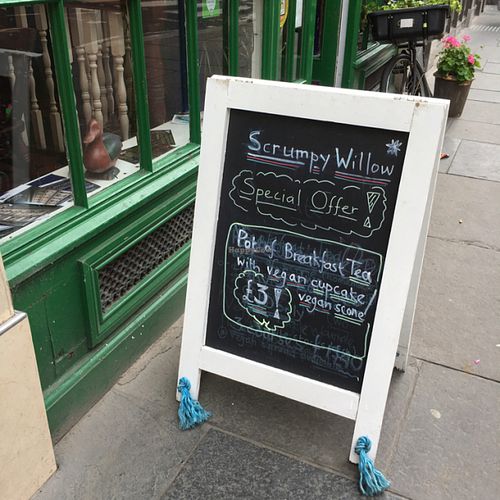 Scrumpy Willow
Special Offer!
Pot of Breakfast Tea
with vegan cupcake/
vegan scone
£3!